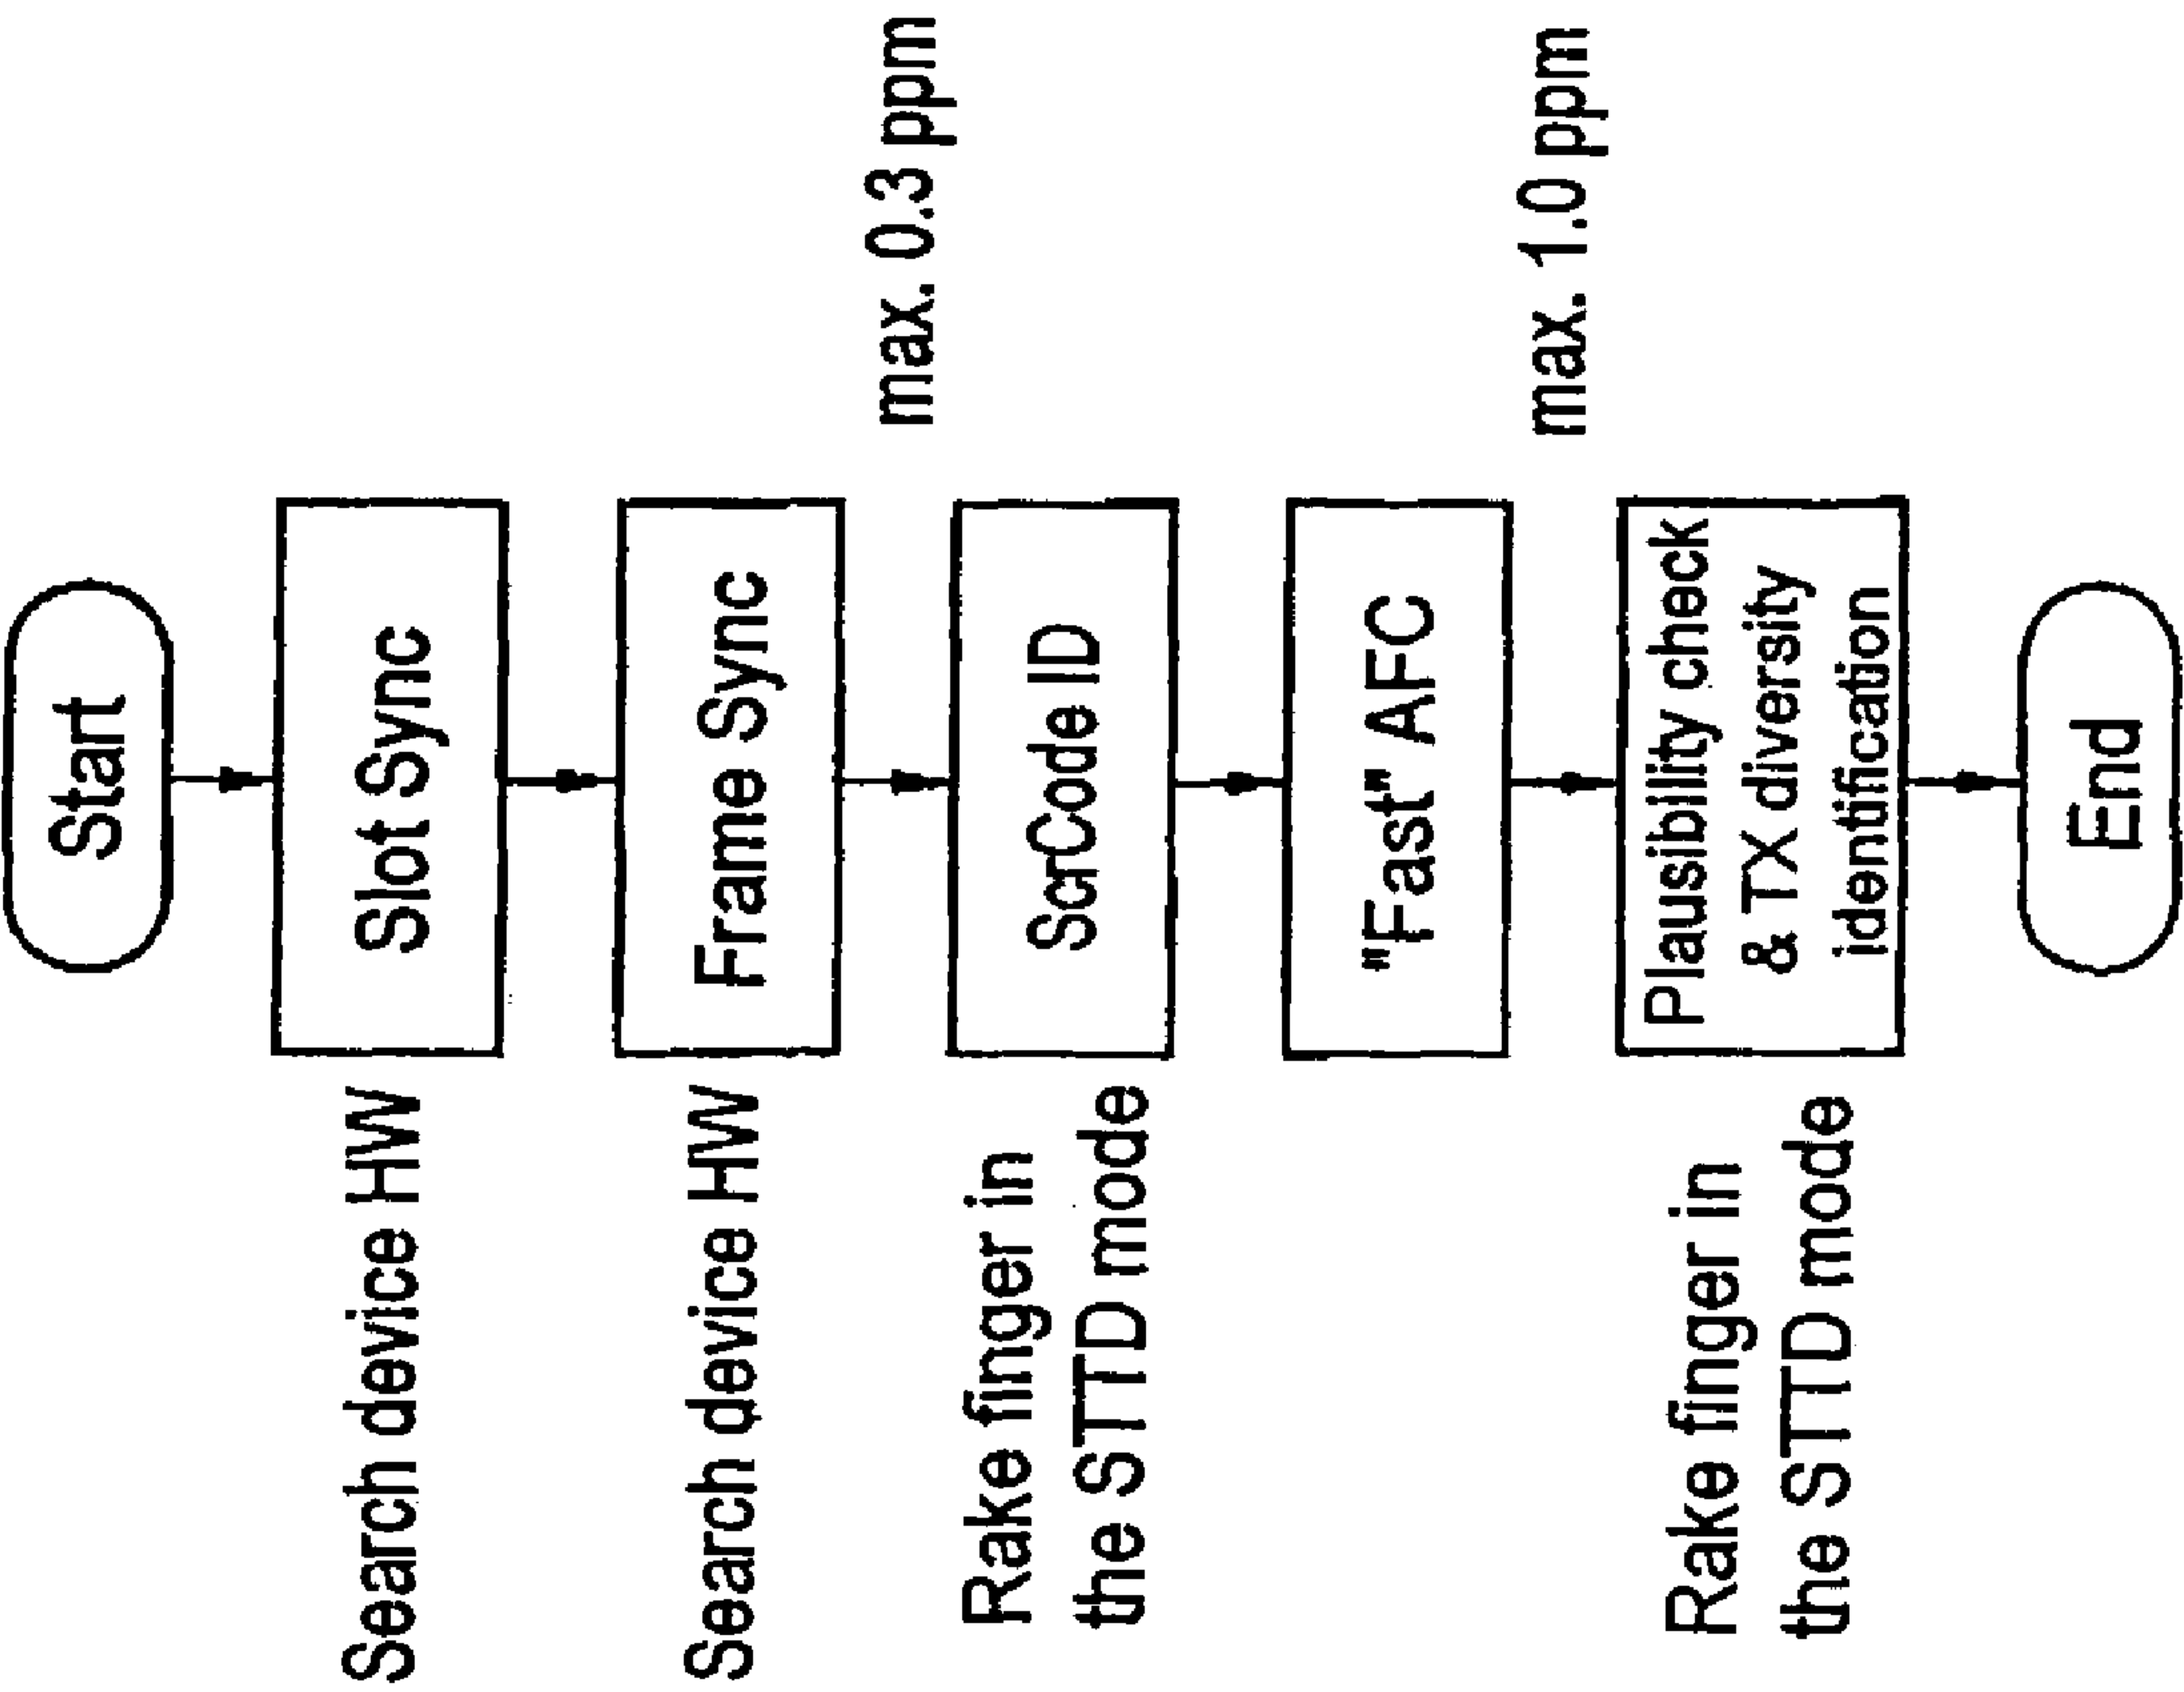 Start
Search device HW
Slot Sync
Search device HW
Frame Sync
max. 0.3 ppm
Rake finger in
the STTD mode
ScrCode ID
"Fast" AFC
max. 1.0 ppm
Rake finger in
the STTD mode
Plausibility check
& TX diversity
identification
End